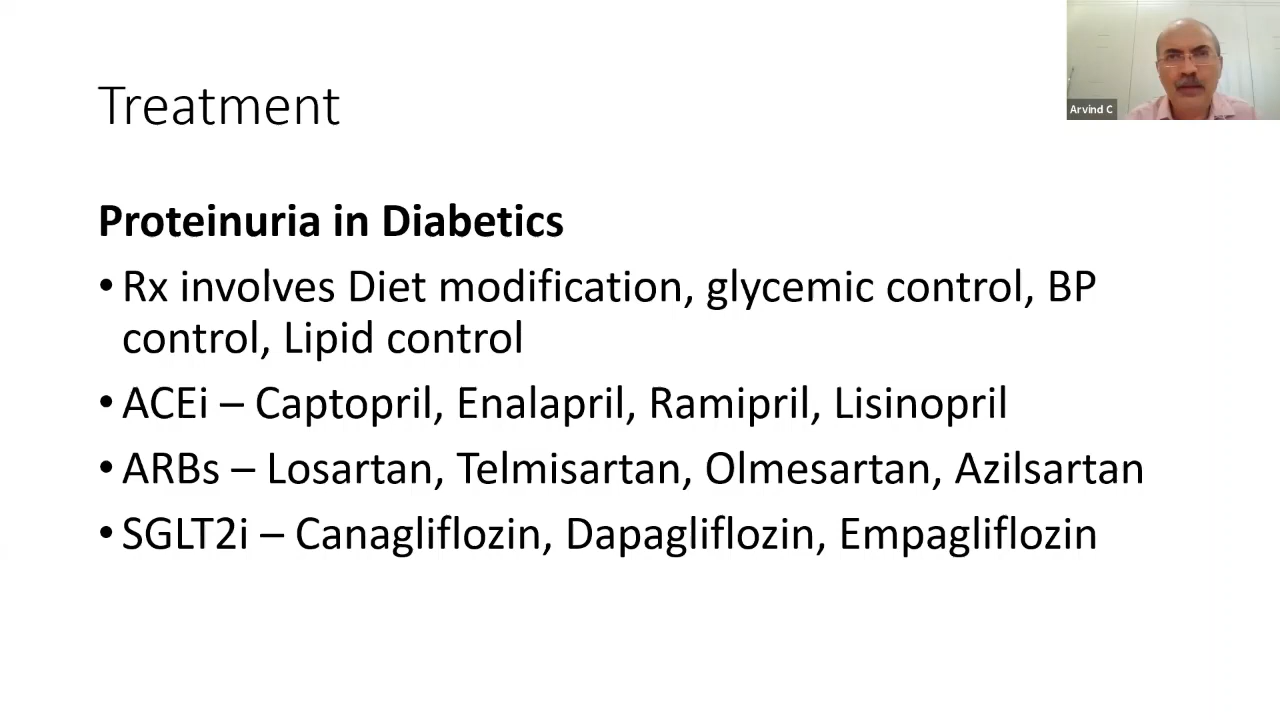 Treatment
Arvind C
Proteinuria in Diabetics
• Rx involves Diet modification, glycemic control, BP
control, Lipid control
• ACEi – Captopril, Enalapril, Ramipril, Lisinopril
• ARBs – Losartan, Telmisartan, Olmesartan, Azilsartan
• SGLT2i – Canagliflozin, Dapagliflozin, Empagliflozin